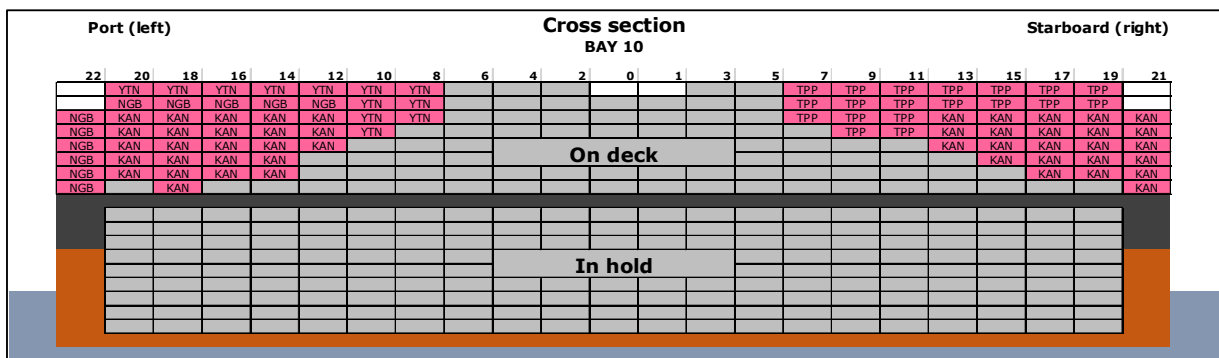 Cross section
Port (left) Starboard (right)
BAY 10
22 20 18 16 14 12 10 8 6 4 2 0 1 3 5 7 9 11 13 15 17 19 21
YTN YTN YTN YTN YTN YTN YTN TPP TPP TPP TPP TPP TPP TPP
NGB NGB NGB NGB NGB YTN YTN TPP TPP TPP TPP TPP TPP TPP
NGB KAN KAN KAN KAN KAN YTN YTN TPP TPP TPP KAN KAN KAN KAN KAN
NGB KAN KAN KAN KAN KAN YTN TPP TPP KAN KAN KAN KAN KAN
NGB KAN KAN KAN KAN KAN KAN KAN KAN KAN KAN
On deck
NGB KAN KAN KAN KAN KAN KAN KAN KAN
NGB KAN KAN KAN KAN KAN KAN KAN
NGB KAN KAN
In hold